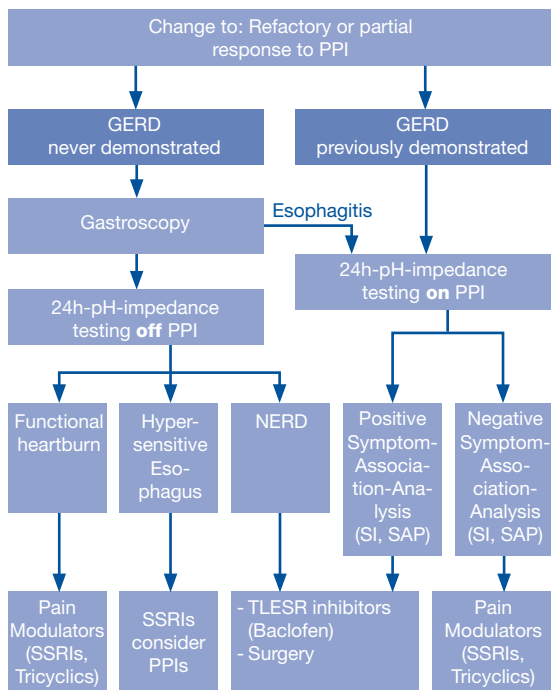 Change to: Refactory or partial
response to PPI
GERD
never demonstrated
GERD
previously demonstrated
Gastroscopy
Esophagitis
24h-pH-impedance
testing on PPI
24h-pH-impedance
testing off PPI
Functional
heartburn
Hyper-
sensitive
Eso-
phagus
NERD
Positive
Symptom-
Associa-
tion-Ana-
lysis
(SI, SAP)
Negative
Symptom-
Asso-
ciation-
Analysis
(SI, SAP)
Pain
Modulators
(SSRIs,
Tricyclics)
SSRIs
consider
PPIs
- TLESR inhibitors
(Baclofen)
- Surgery
Pain
Modulators
(SSRIs,
Tricyclics)